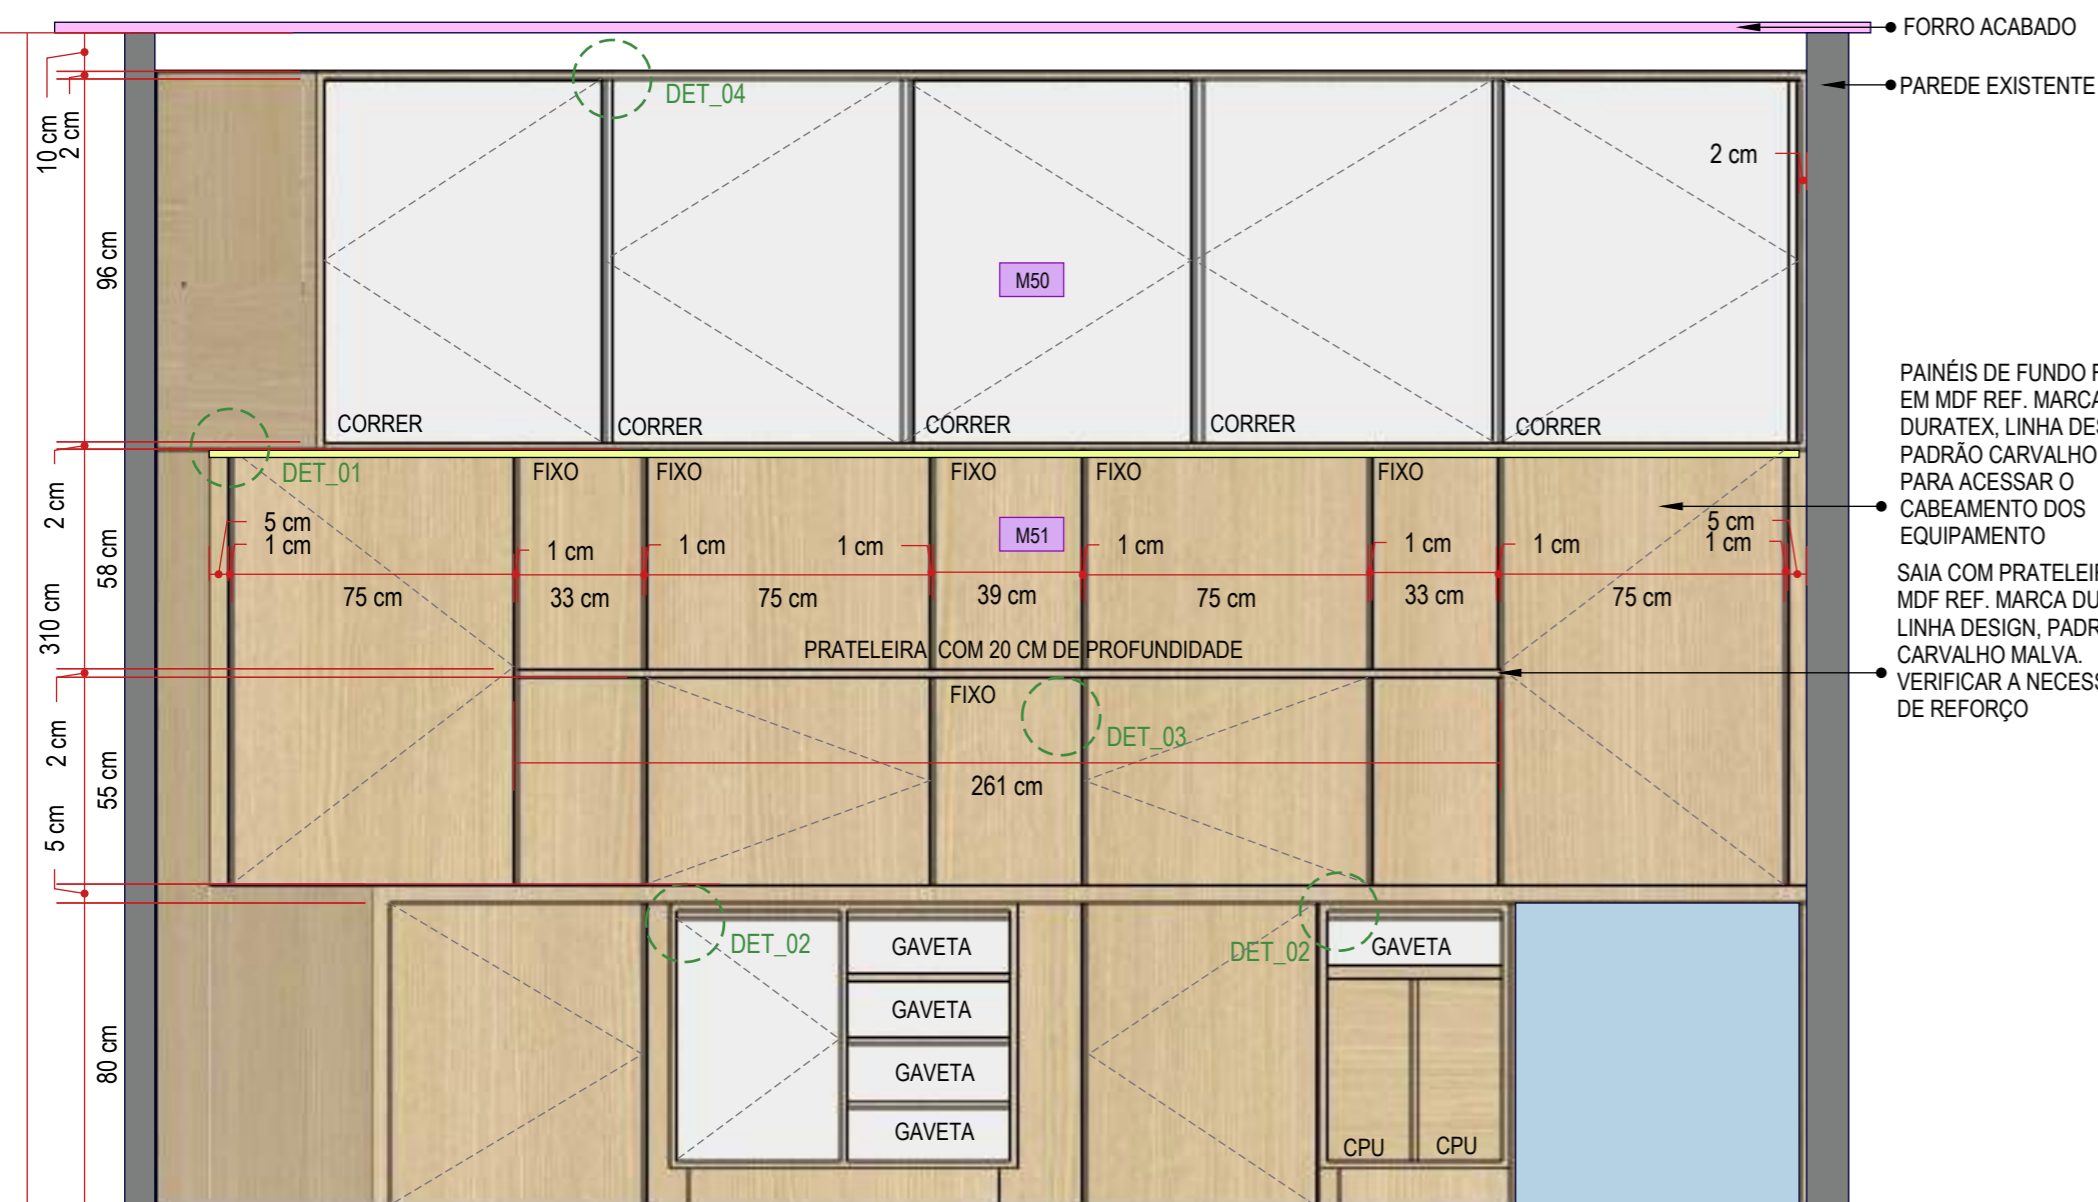 FORRO ACABADO
PAREDE EXISTENTE
DET_04
10 cm
2 cm
2 cm
96 cm
M50
CORRER
CORRER
CORRER
CORRER
CORRER
PAINÉIS DE FUNDO
EM MDF REF. MARCA
DURATEX, LINHA
PADRÃO CARVALHO
PARA ACESSAR O
CABEAMENTO DOS
EQUIPAMENTO
DET_01
FIXO
FIXO
FIXO
FIXO
FIXO
2 cm
58 cm
310 cm
5 cm
1 cm
1 cm
1 cm
1 cm
M51
1 cm
1 cm
1 cm
5 cm
1 cm
75 cm
33 cm
75 cm
39 cm
75 cm
33 cm
75 cm
SAIA COM
MDF REF. MARCA
LINHA DESIGN,
CARVALHO MALVA.
VERIFICAR A
DE REFORÇO
PRATELEIRA COM 20 CM DE PROFUNDIDADE
FIXO
DET_03
2 cm
55 cm
261 cm
5 cm
DET_02
GAVETA
DET_02
GAVETA
GAVETA
GAVETA
GAVETA
80 cm
CPU
CPU